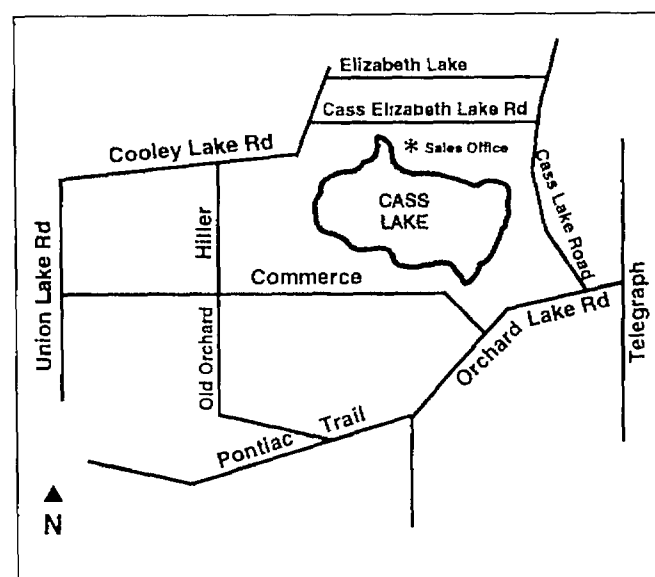 Elizabeth Lake
Cass Elizabeth Lake Rd
* Sales Office
Cooley Lake Rd
CASS
LAKE
Cass Lake Road
Hiller
Union Lake Rd
Commerce
Telegraph
Orchard Lake Rd
Old Orchard
Pontiac Trail
N